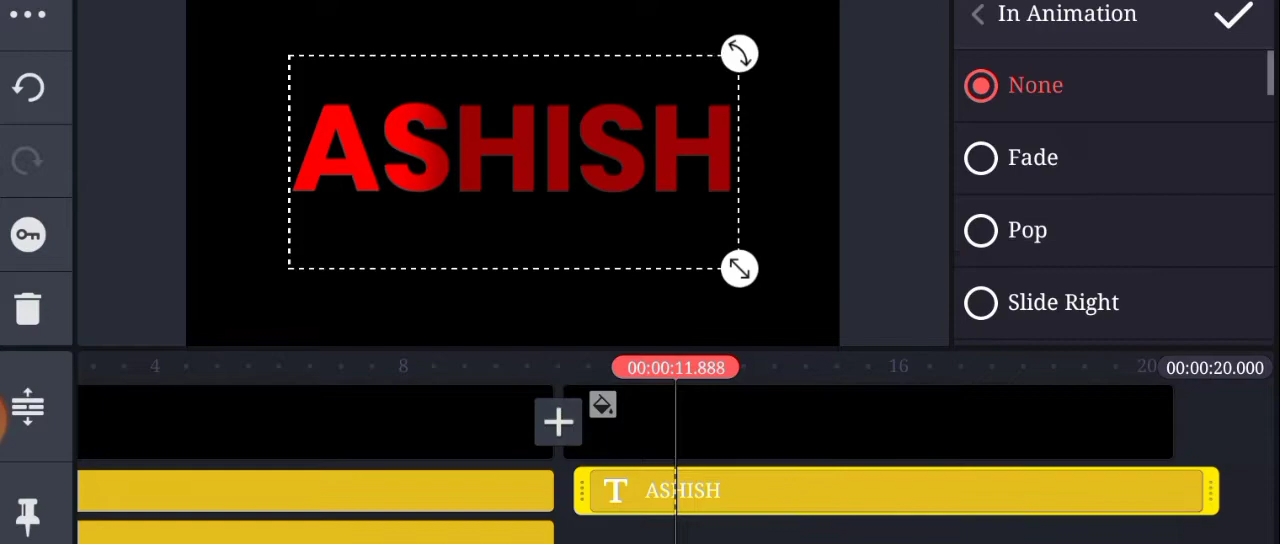 In Animation
None
ASHISH
Fade
Pop
Slide Right
4 8 00:00:11.888 16 20 00:00:20.000
T ASHISH